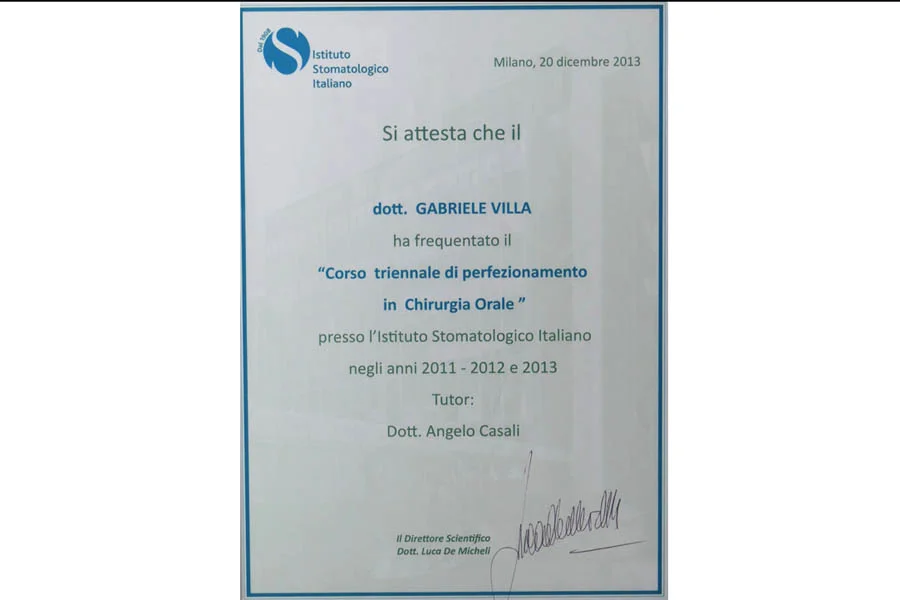 Dal 1908
Istituto
Stomatologico
Italiano
Milano, 20 dicembre 2013
Si attesta che il
dott. GABRIELE VILLA
ha frequentato il
“Corso triennale di perfezionamento
in Chirurgia Orale ”
presso l’Istituto Stomatologico Italiano
negli anni 2011 - 2012 e 2013
Tutor:
Dott. Angelo Casali
Il Direttore Scientifico
Dott. Luca De Micheli